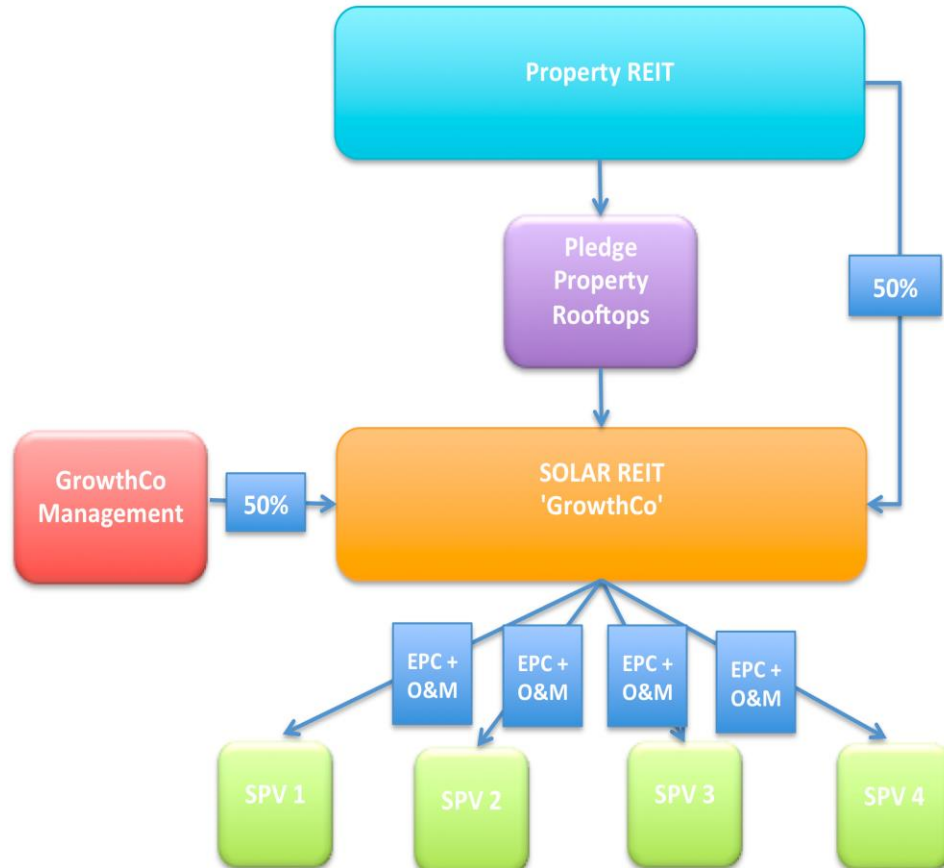 Property REIT
Pledge
Property
Rooftops
50%
GrowthCo
Management
50%
SOLAR REIT
'GrowthCo'
EPC +
O&M
EPC +
O&M
EPC +
O&M
EPC +
O&M
SPV 1
SPV 2
SPV 3
SPV 4